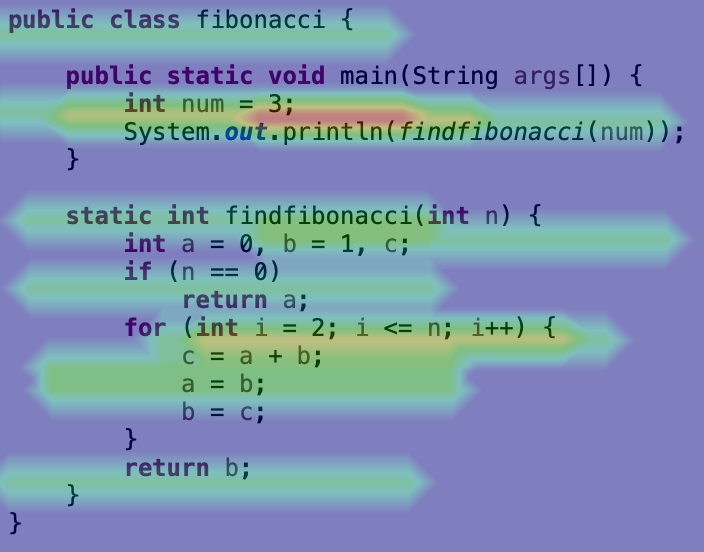 public class fibonacci {
    public static void main(String args[]) {
        int num = 3;
        System.out.println(findfibonacci(num));
    }
    static int findfibonacci(int n) {
        int a = 0, b = 1, c;
        if (n == 0)
            return a;
        for (int i = 2; i <= n; i++) {
            c = a + b;
            a = b;
            b = c;
        }
        return b;
    }
}